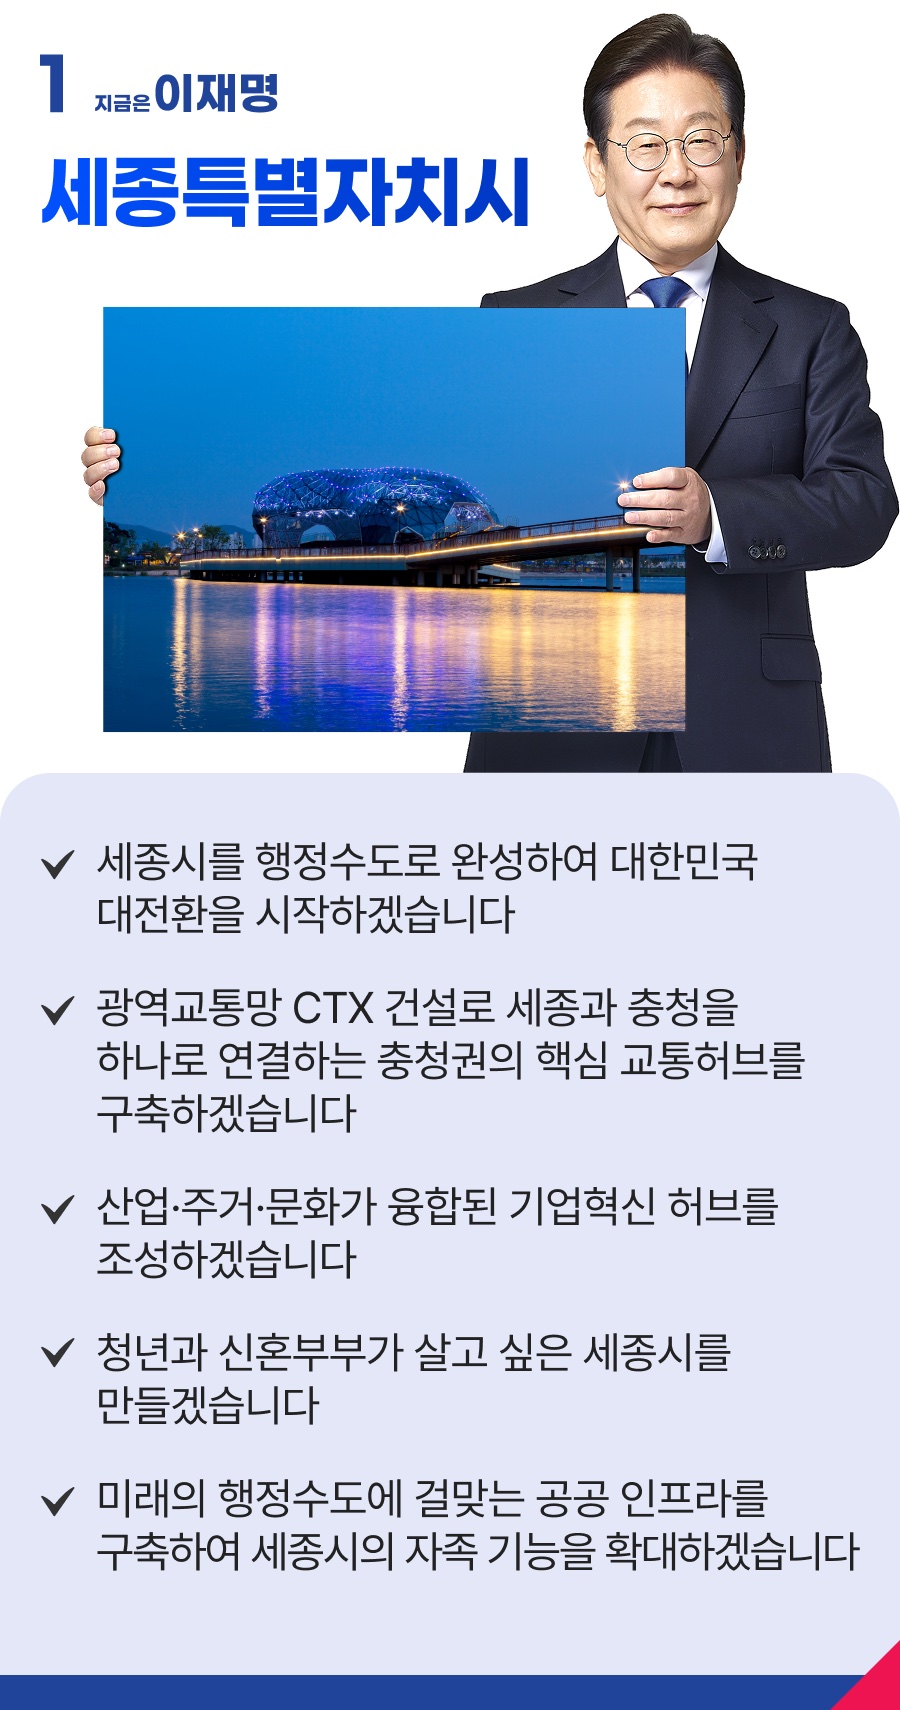 1 지금은 이재명
세종특별자치시
세종시를 행정수도로 완성하여 대한민국
대전환을 시작하겠습니다
광역교통망 CTX 건설로 세종과 충청을
하나로 연결하는 충청권의 핵심 교통허브를
구축하겠습니다
산업·주거·문화가 융합된 기업혁신 허브를
조성하겠습니다
청년과 신혼부부가 살고 싶은 세종시를
만들겠습니다
미래의 행정수도에 걸맞는 공공 인프라를
구축하여 세종시의 자족 기능을 확대하겠습니다